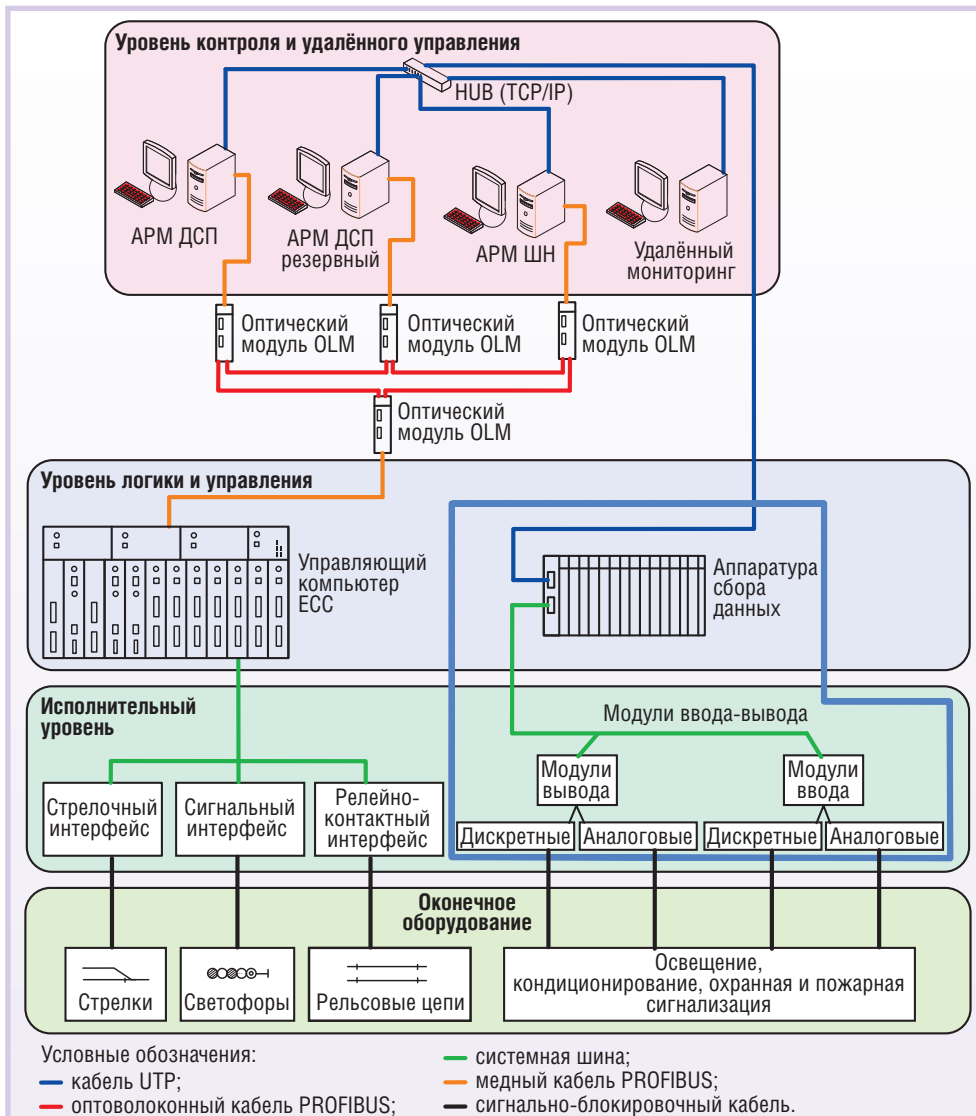 Уровень контроля и удалённого управления
HUB (TCP/IP)
АРМ ДСП
АРМ ДСП
резервный
АРМ ШН
Удалённый
мониторинг
Оптический
модуль OLM
Оптический
модуль OLM
Оптический
модуль OLM
Оптический
модуль OLM
Уровень логики и управления
Управляющий
компьютер
ECC
Аппаратура
сбора
данных
Исполнительный
уровень
Модули ввода-вывода
Стрелочный
интерфейс
Сигнальный
интерфейс
Релейно-
контактный
интерфейс
Модули
вывода
Модули
ввода
Дискретные
Аналоговые
Дискретные
Аналоговые
Оконечное
оборудование
Стрелки
Светофоры
Рельсовые цепи
Освещение,
кондиционирование, охранная и пожарная
сигнализация
Условные обозначения:
кабель UTP;
оптоволоконный кабель PROFIBUS;
системная шина;
медный кабель PROFIBUS;
сигнально-блокировочный кабель.